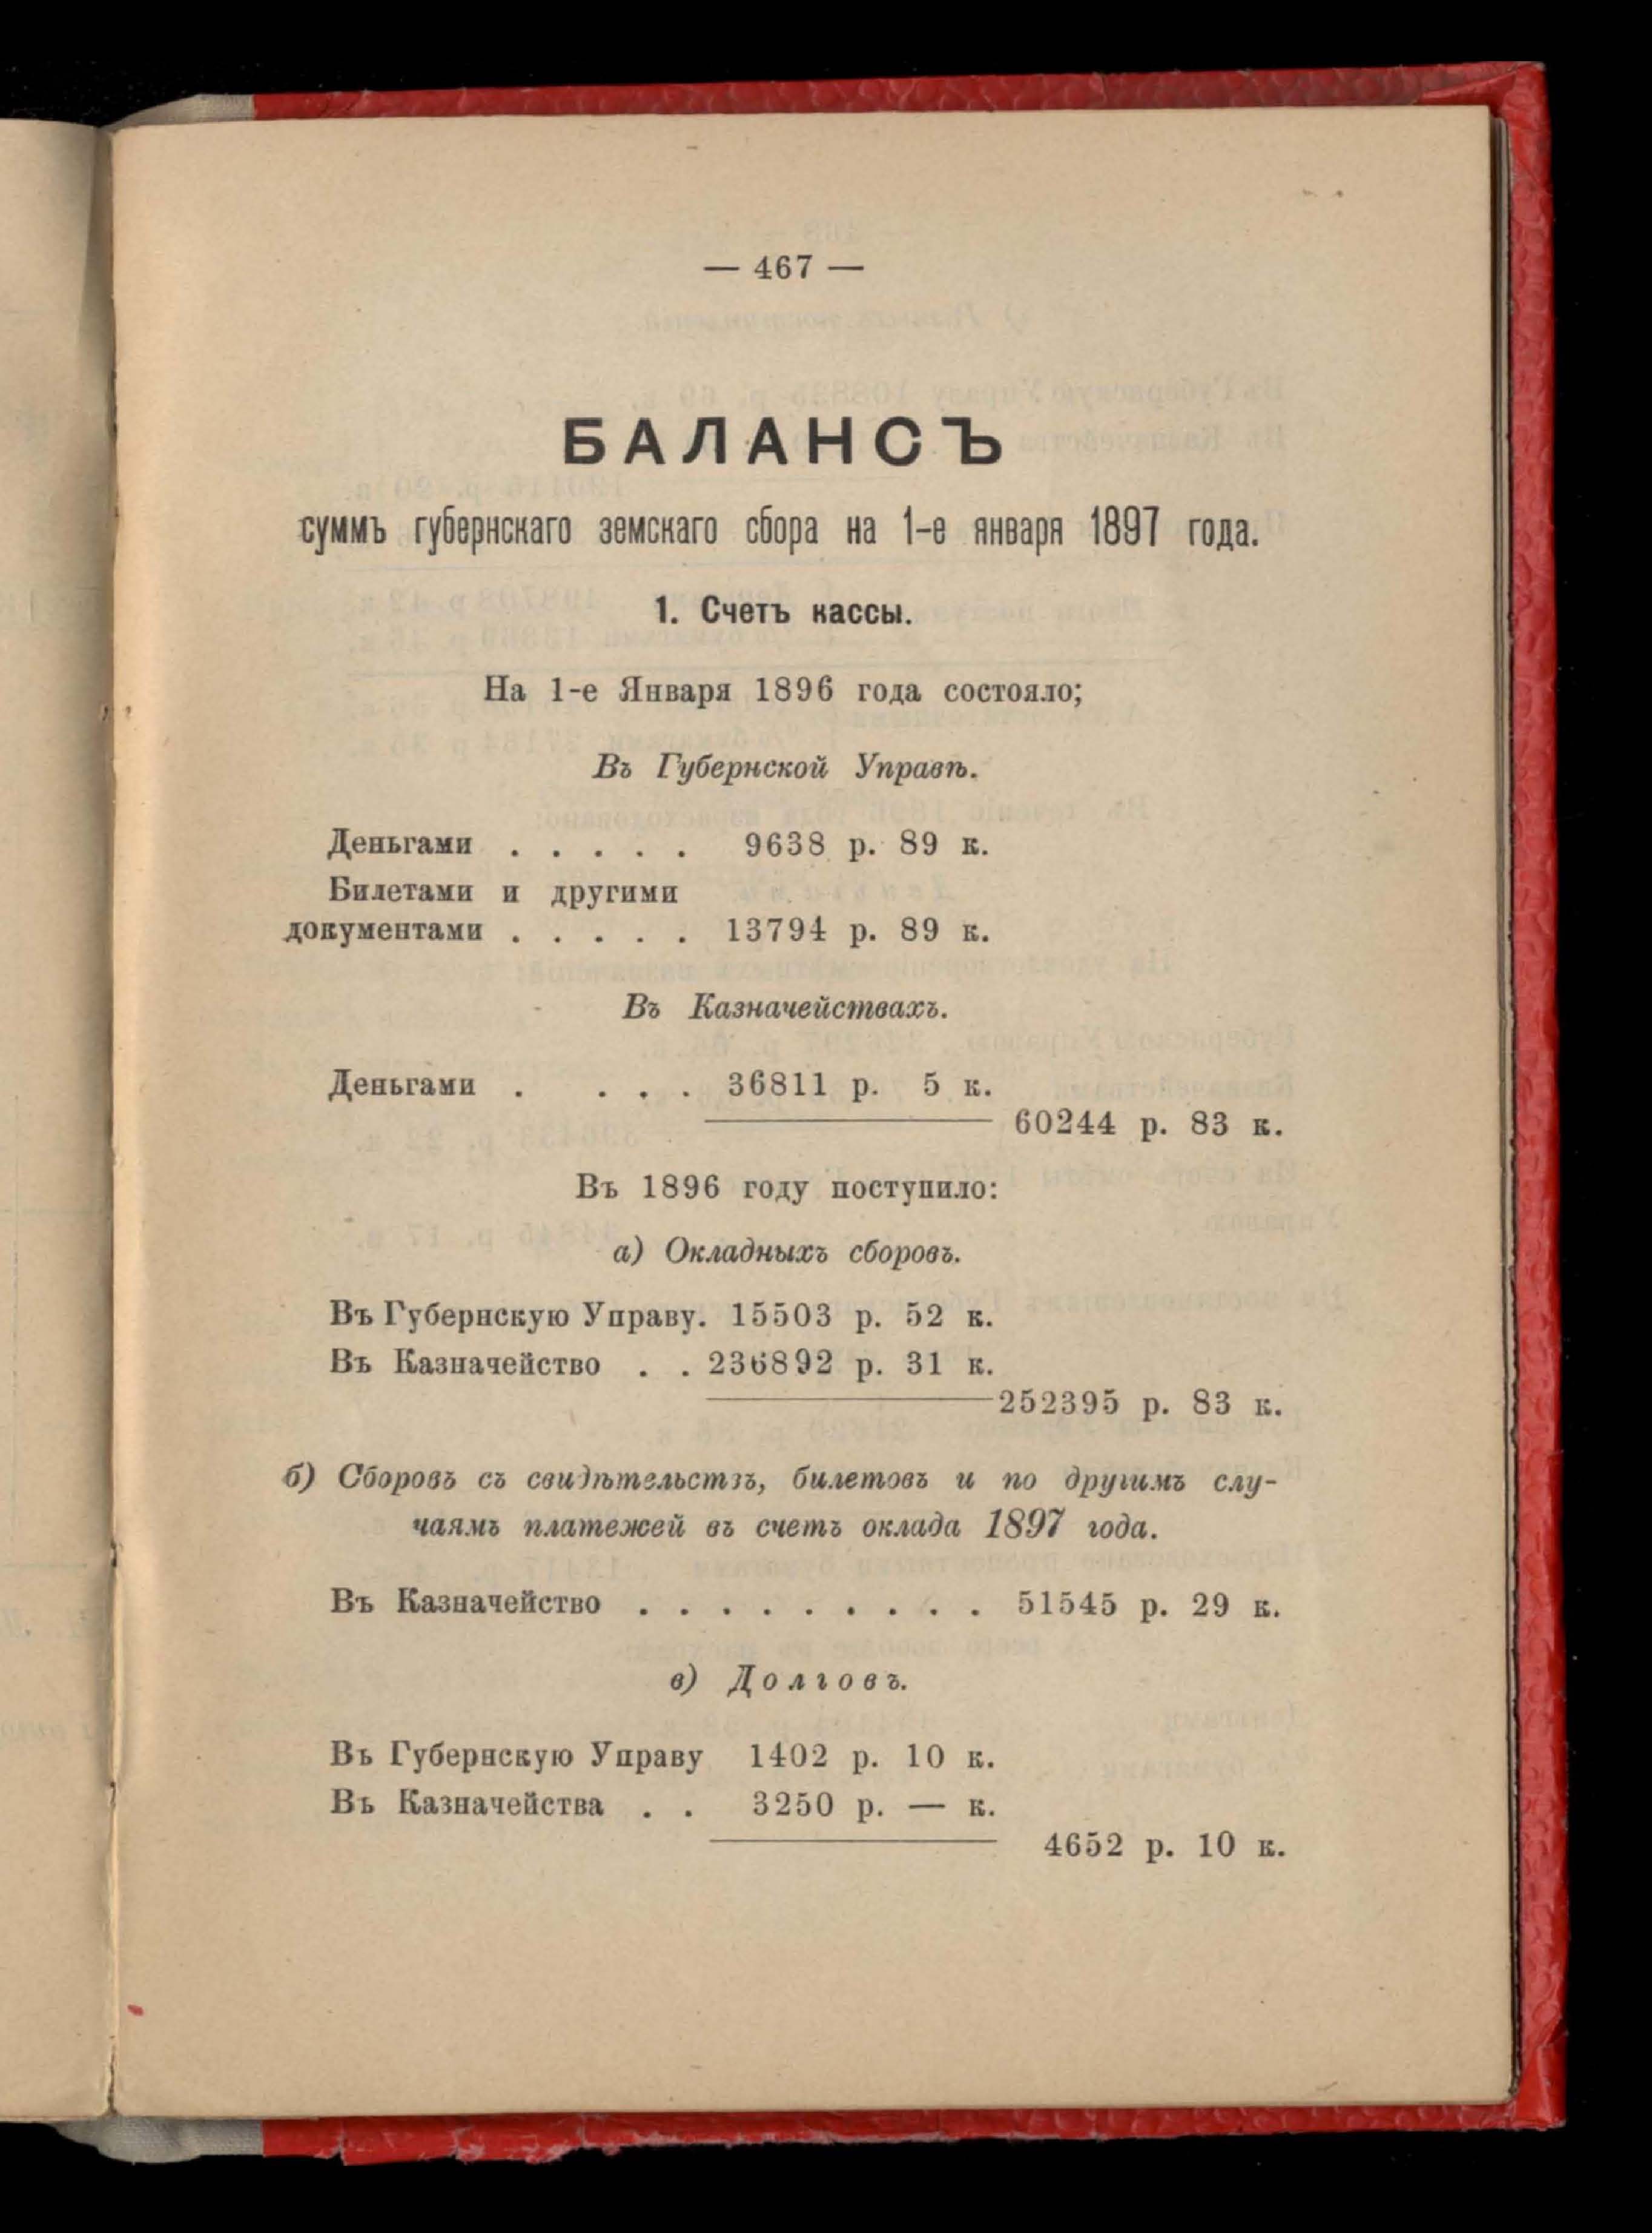 — 467 —
БАЛАНСЪ
суммъ губернскаго земскаго сбора на 1-е января 1897 года.
1. Счетъ кассы.
На 1-е Января 1896 года состояло;
Въ Губернской Управѣ.
Деньгами . . . . . 9638 р. 89 к.
Билетами и другими
документами . . . . . 13794 р. 89 к.
Въ Казначействахъ.
Деньгами . . . . 36811 р. 5 к.
60244 р. 83 к.
Въ 1896 году поступило:
а) Окладныхъ сборовъ.
Въ Губернскую Управу. 15503 р. 52 к.
Въ Казначейство . . 236892 р. 31 к.
252395 р. 83 к.
б) Сборовъ съ свидѣтельствъ, билетовъ и по другимъ слу-
чаямъ платежей въ счетъ оклада 1897 года.
Въ Казначейство . . . . . . . . . 51545 р. 29 к.
в) Долговъ.
Въ Губернскую Управу 1402 р. 10 к.
Въ Казначейства . . 3250 р. — к.
4652 р. 10 к.